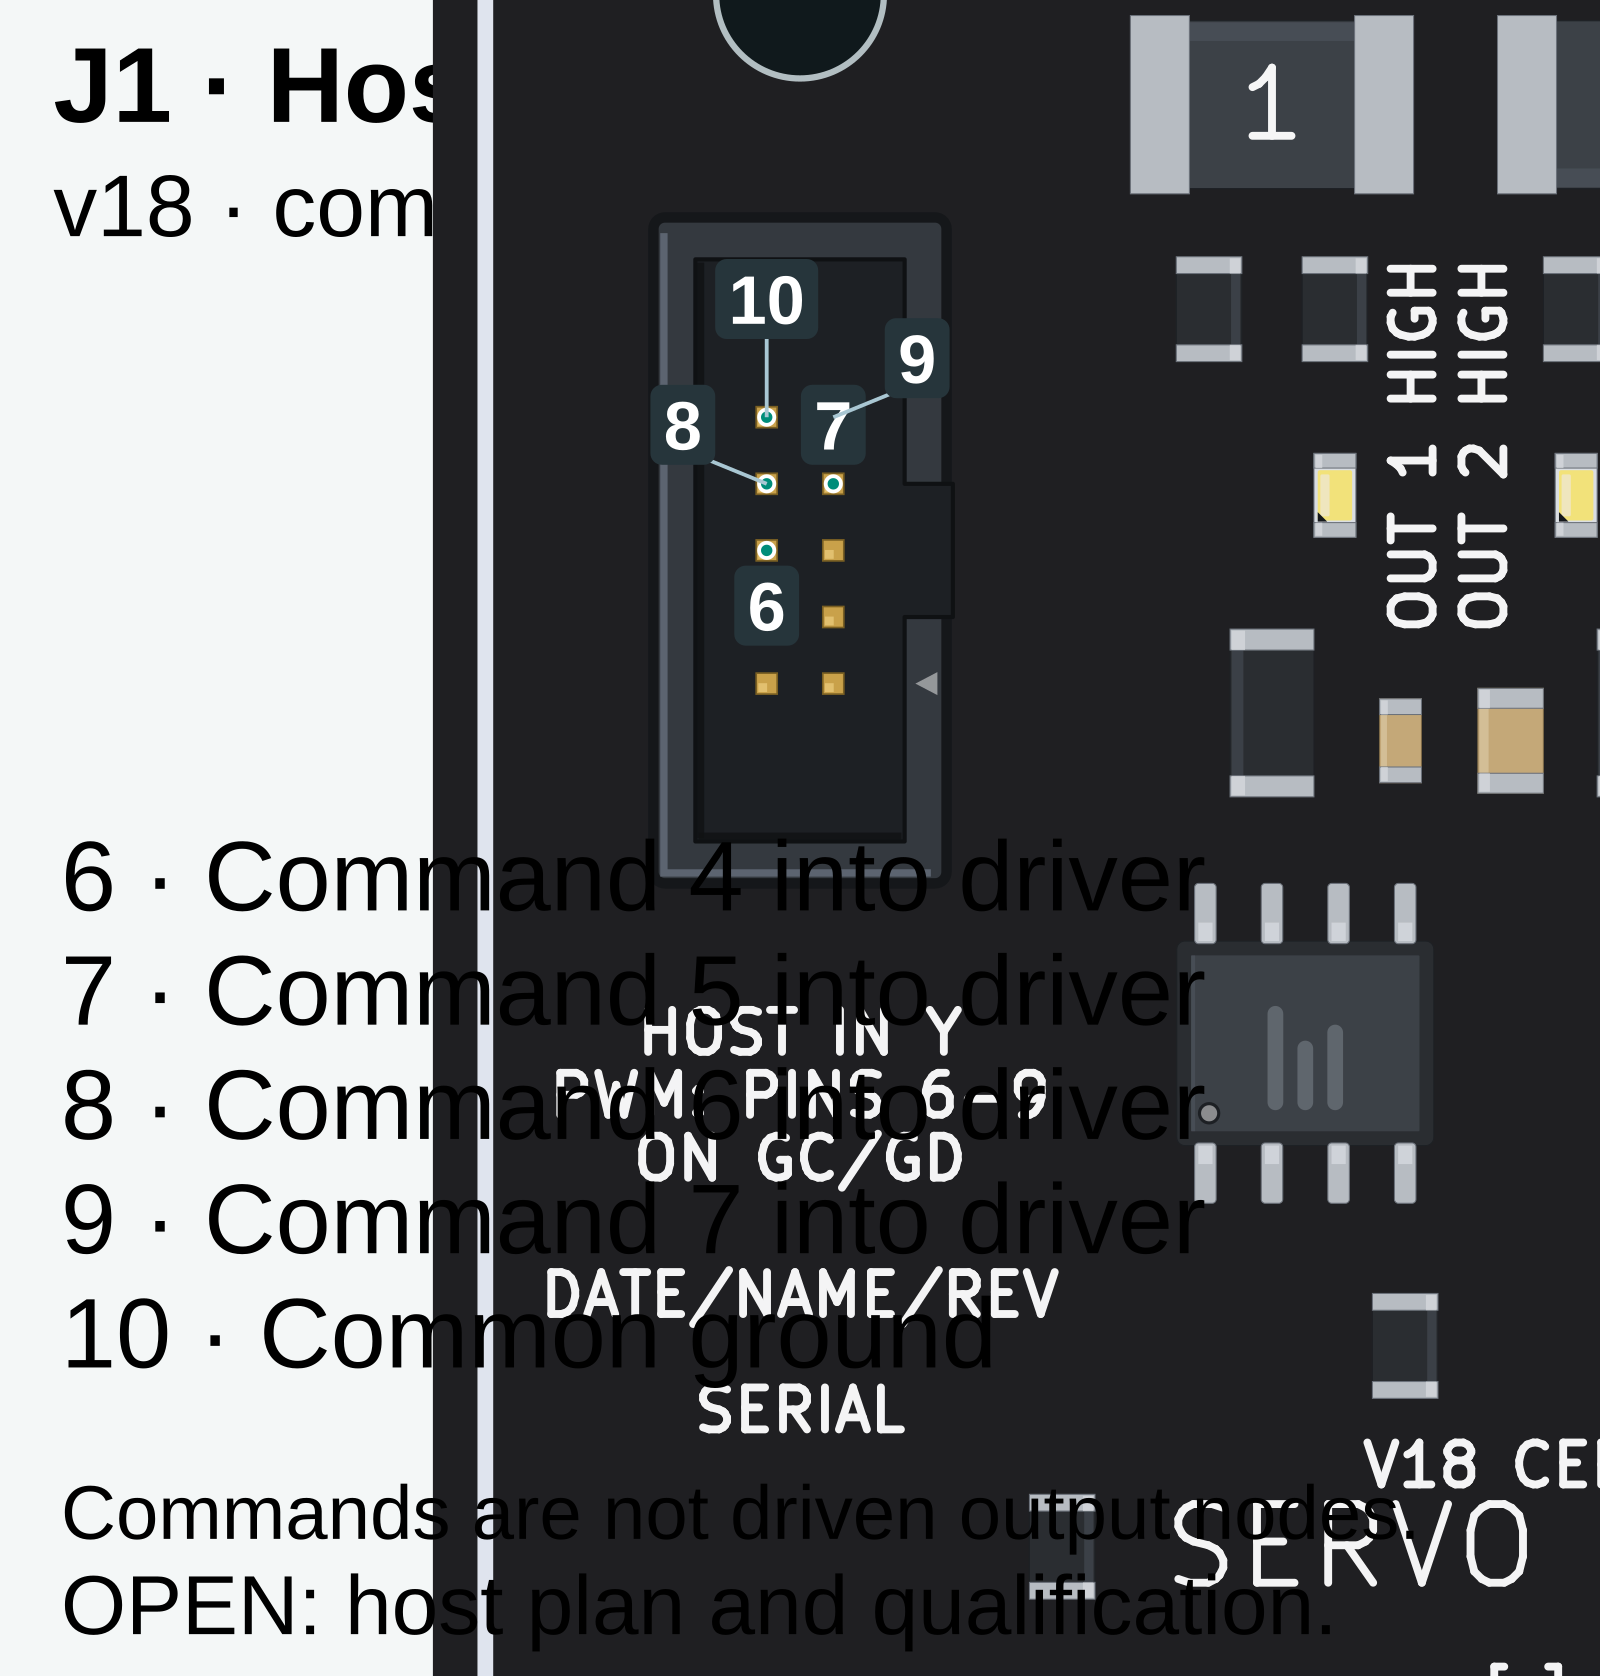 J1 · Hos
v18 · com
1
10
9
8
7
6
OUT 1 HIGH
OUT 2 HIGH
6 · Command 4 into driver
7 · Command 5 into driver
HOST IN Y
8 · Command 6 into driver
PWM: PINS 6-9
ON GC/GD
9 · Command 7 into driver
DATE/NAME/REV
10 · Common ground
SERIAL
V18 CE
Commands are not driven output nodes.
SERVO
OPEN: host plan and qualification.